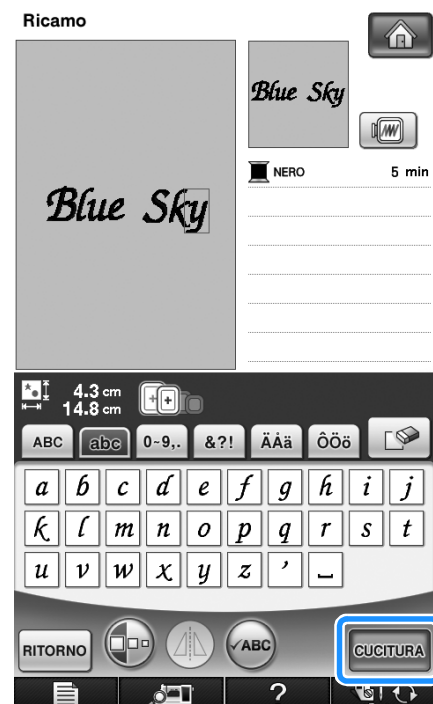 Ricamo
Blue Sky
Blue Sky
NERO 5 min
4.3 cm
14.8 cm
ABC abc 0~9,. &?! ÄÅä ÔÖö
a b c d e f g h i j
k l m n o p q r s t
u v w x y z ’ _
RITORNO ✓ABC CUCITURA
?